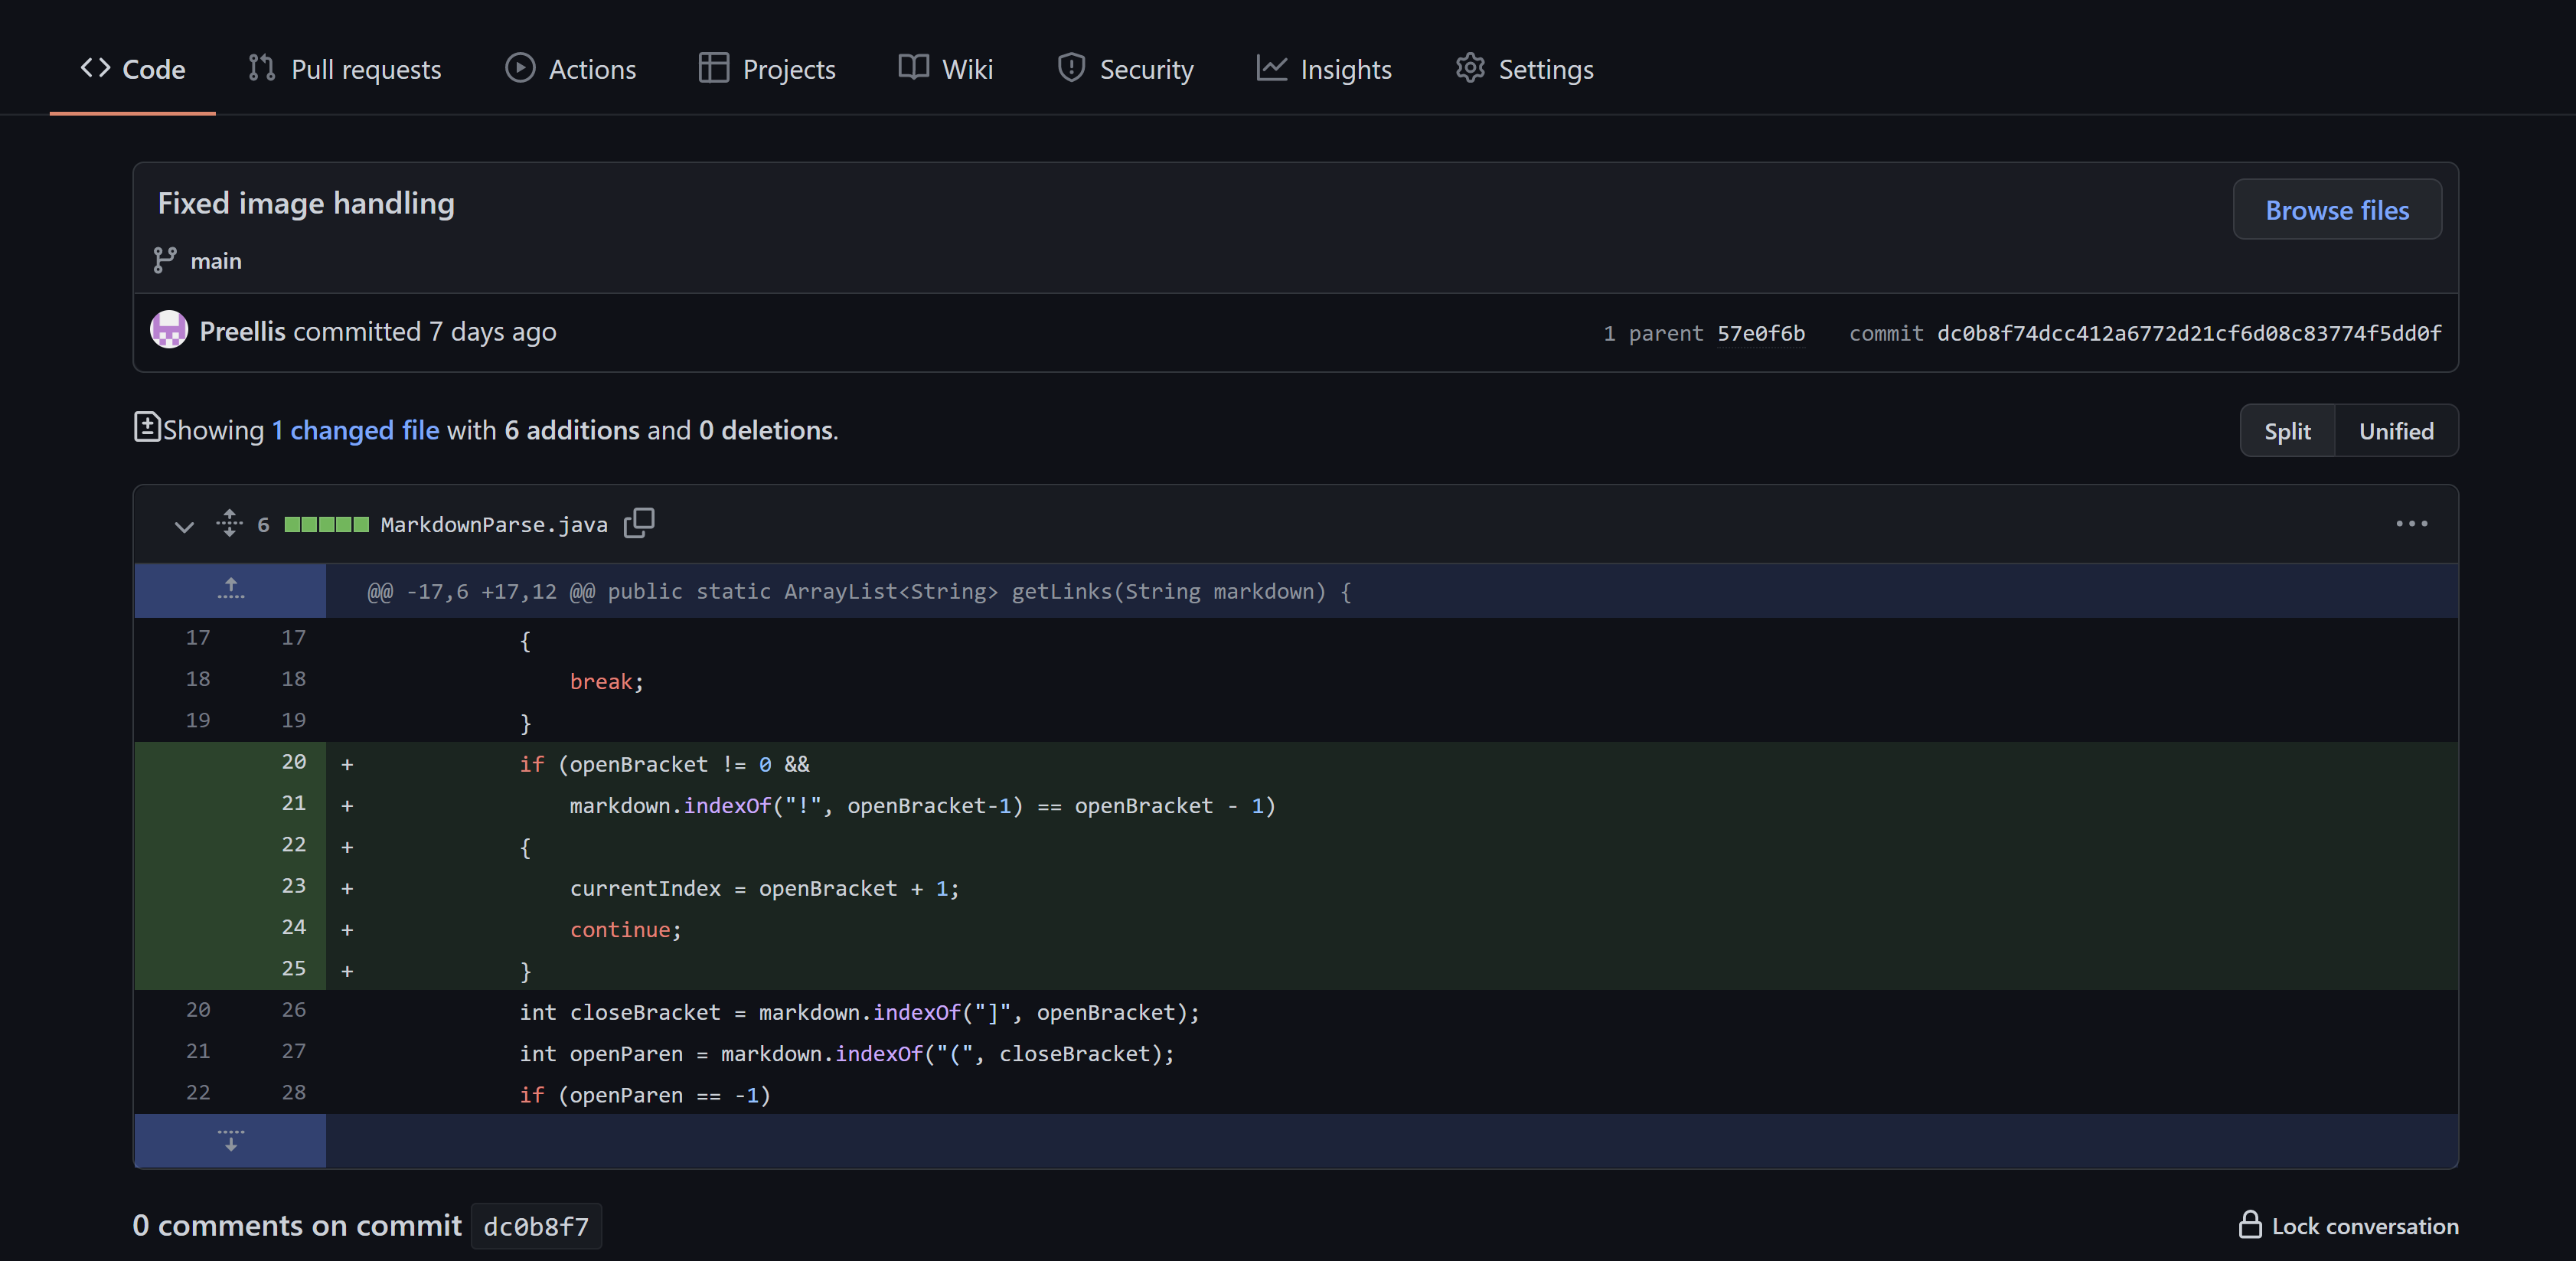 Code Pull requests Actions Projects Wiki Security Insights Settings
Fixed image handling
Browse files
main
Preellis committed 7 days ago
1 parent 57e0f6b commit dc0b8f74dcc412a6772d21cf6d08c83774f5dd0f
Showing 1 changed file with 6 additions and 0 deletions.
Split Unified
6 MarkdownParse.java
@@ -17,6 +17,12 @@ public static ArrayList<String> getLinks(String markdown) {
17 17 {
18 18 break;
19 19 }
20 + if (openBracket != 0 &&
21 + markdown.indexOf("!", openBracket-1) == openBracket - 1)
22 + {
23 + currentIndex = openBracket + 1;
24 + continue;
25 + }
20 26 int closeBracket = markdown.indexOf("]", openBracket);
21 27 int openParen = markdown.indexOf("(", closeBracket);
22 28 if (openParen == -1)
0 comments on commit dc0b8f7
Lock conversation